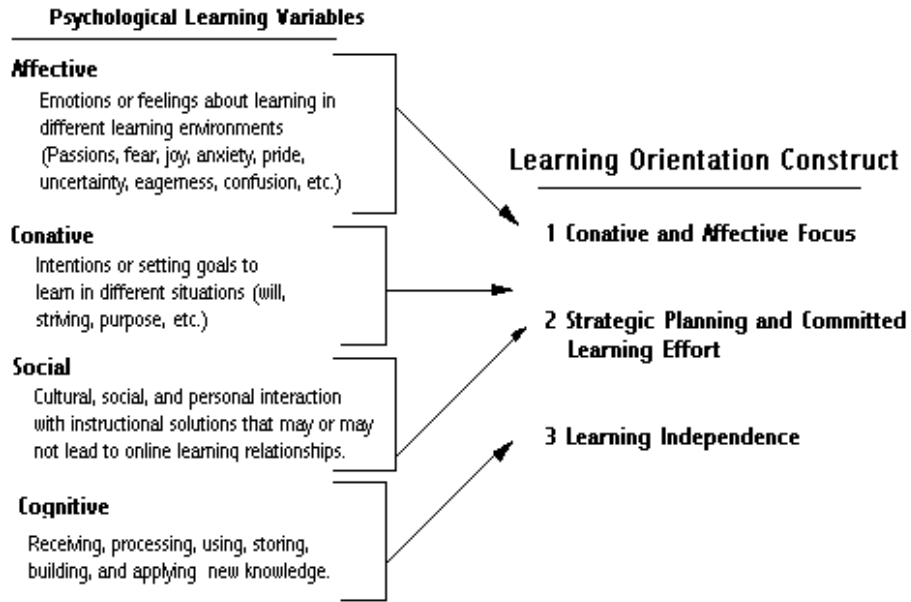 Psychological Learning Variables
Affective
Emotions or feelings about learning in
different learning environments
(Passions, fear, joy, anxiety, pride,
uncertainty, eagerness, confusion, etc.)
Conative
Intentions or setting goals to
learn in different situations (will,
striving, purpose, etc.)
Social
Cultural, social, and personal interaction
with instructional solutions that may or may
not lead to online learning relationships.
Cognitive
Receiving, processing, using, storing,
building, and applying new knowledge.
Learning Orientation Construct
1 Conative and Affective Focus
2 Strategic Planning and Committed
Learning Effort
3 Learning Independence